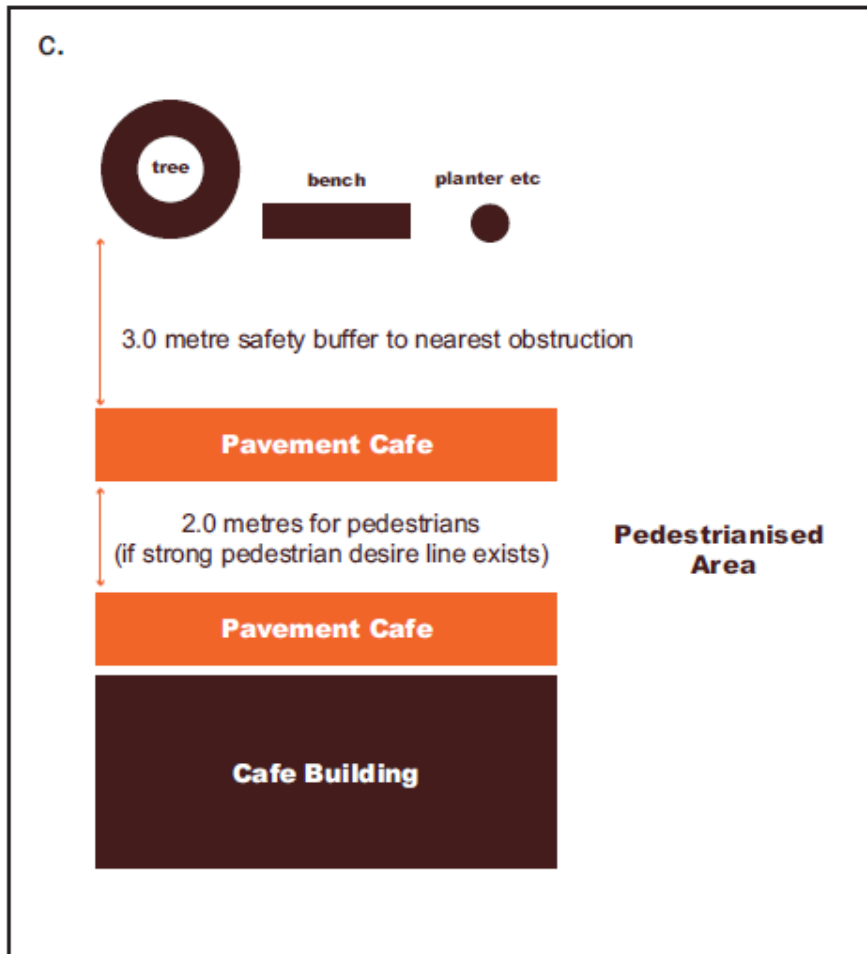 c.
tree
bench
planter etc
3.0 metre safety buffer to nearest obstruction
Pavement Cafe
2.0 metres for pedestrians
(if strong pedestrian desire line exists)
Pedestrianised
Area
Pavement Cafe
Cafe Building